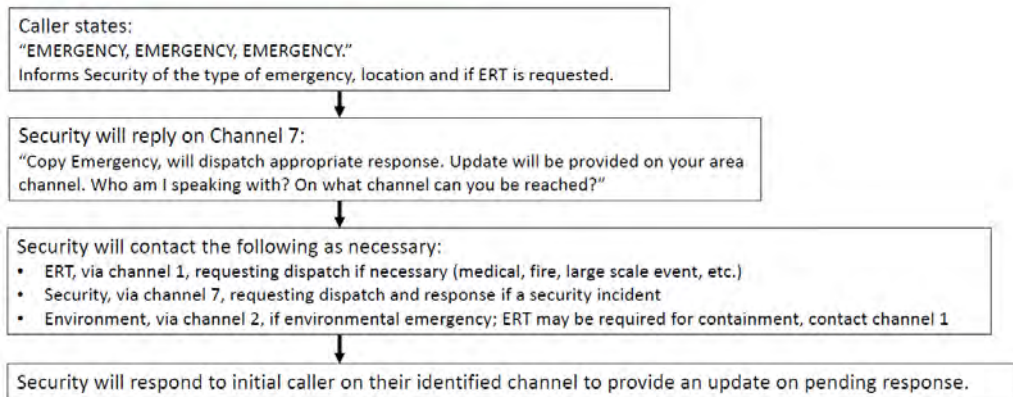 Caller states:
“EMERGENCY, EMERGENCY, EMERGENCY.”
Informs Security of the type of emergency, location and if ERT is requested.
Security will reply on Channel 7:
“Copy Emergency, will dispatch appropriate response. Update will be provided on your area
channel. Who am I speaking with? On what channel can you be reached?”
Security will contact the following as necessary:
• ERT, via channel 1, requesting dispatch if necessary (medical, fire, large scale event, etc.)
• Security, via channel 7, requesting dispatch and response if a security incident
• Environment, via channel 2, if environmental emergency; ERT may be required for containment, contact channel 1
Security will respond to initial caller on their identified channel to provide an update on pending response.